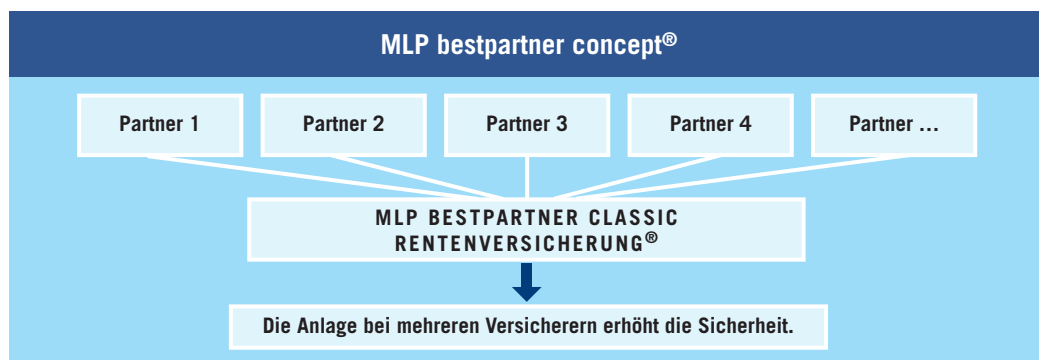 MLP bestpartner concept®
Partner 1
Partner 2
Partner 3
Partner 4
Partner ...
MLP BESTPARTNER CLASSIC
RENTENVERSICHERUNG®
Die Anlage bei mehreren Versicherern erhöht die Sicherheit.